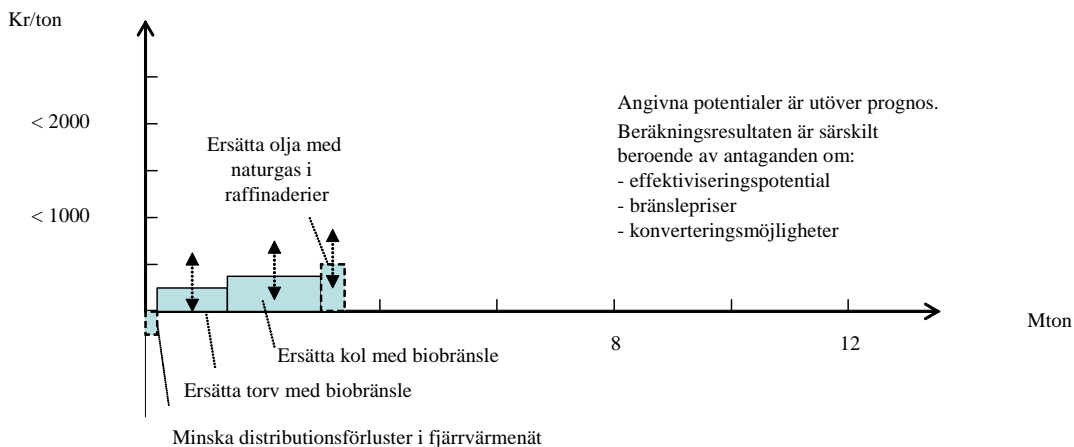 Kr/ton
< 2000
< 1000
Ersätta olja med
naturgas i
raffinaderier
Angivna potentialer är utöver prognos.
Beräkningsresultaten är särskilt
beroende av antaganden om:
- effektiviseringspotential
- bränslepriser
- konverteringsmöjligheter
Mton
8
12
Ersätta kol med biobränsle
Ersätta torv med biobränsle
Minska distributionsförluster i fjärrvärmenät